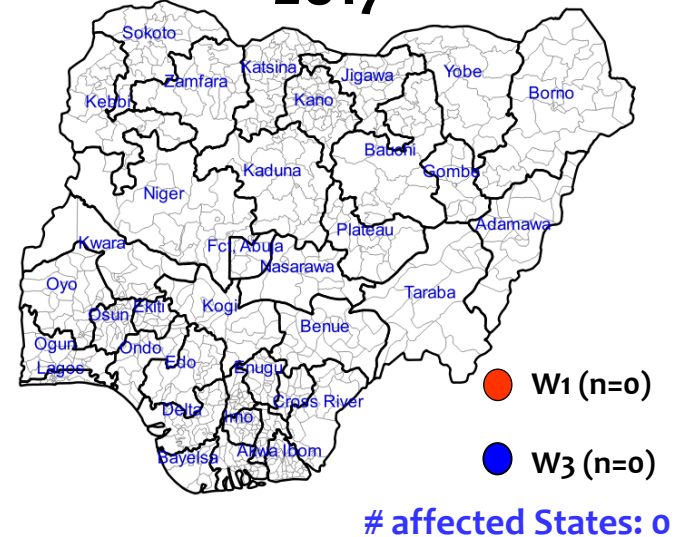 2017
Sokoto
Katsina
Zamfara
Jigawa
Yobe
Kebbi
Kano
Borno
Bauchi
Kaduna
Gombe
Niger
Plateau
Adamawa
Kwara
Fct, Abuja
Nasarawa
Oyo
Taraba
Osun
Ekiti
Kogi
Benue
Ogun
Ondo
Edo
Enugu
Lagos
W1 (n=0)
Cross River
Delta
Imo
Akwa Ibom
Bayelsa
W3 (n=0)
# affected States: 0